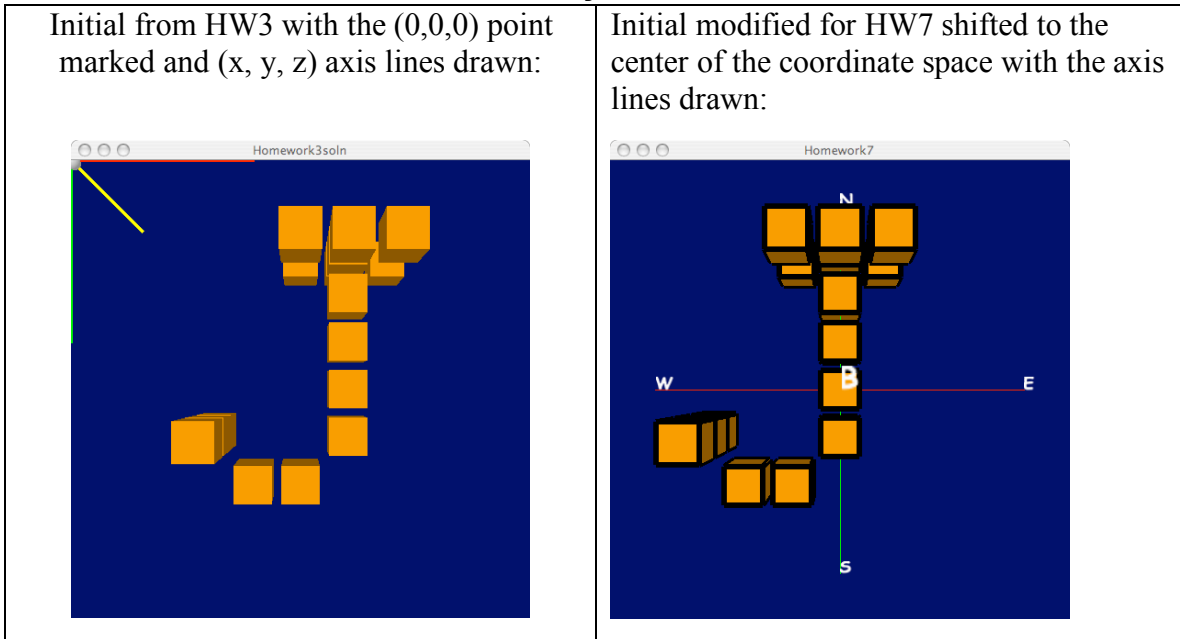 Initial from HW3 with the (0,0,0) point
marked and (x, y, z) axis lines drawn:
Homework3soln
Initial modified for HW7 shifted to the
center of the coordinate space with the axis
lines drawn:
Homework7
N
W
B
E
S